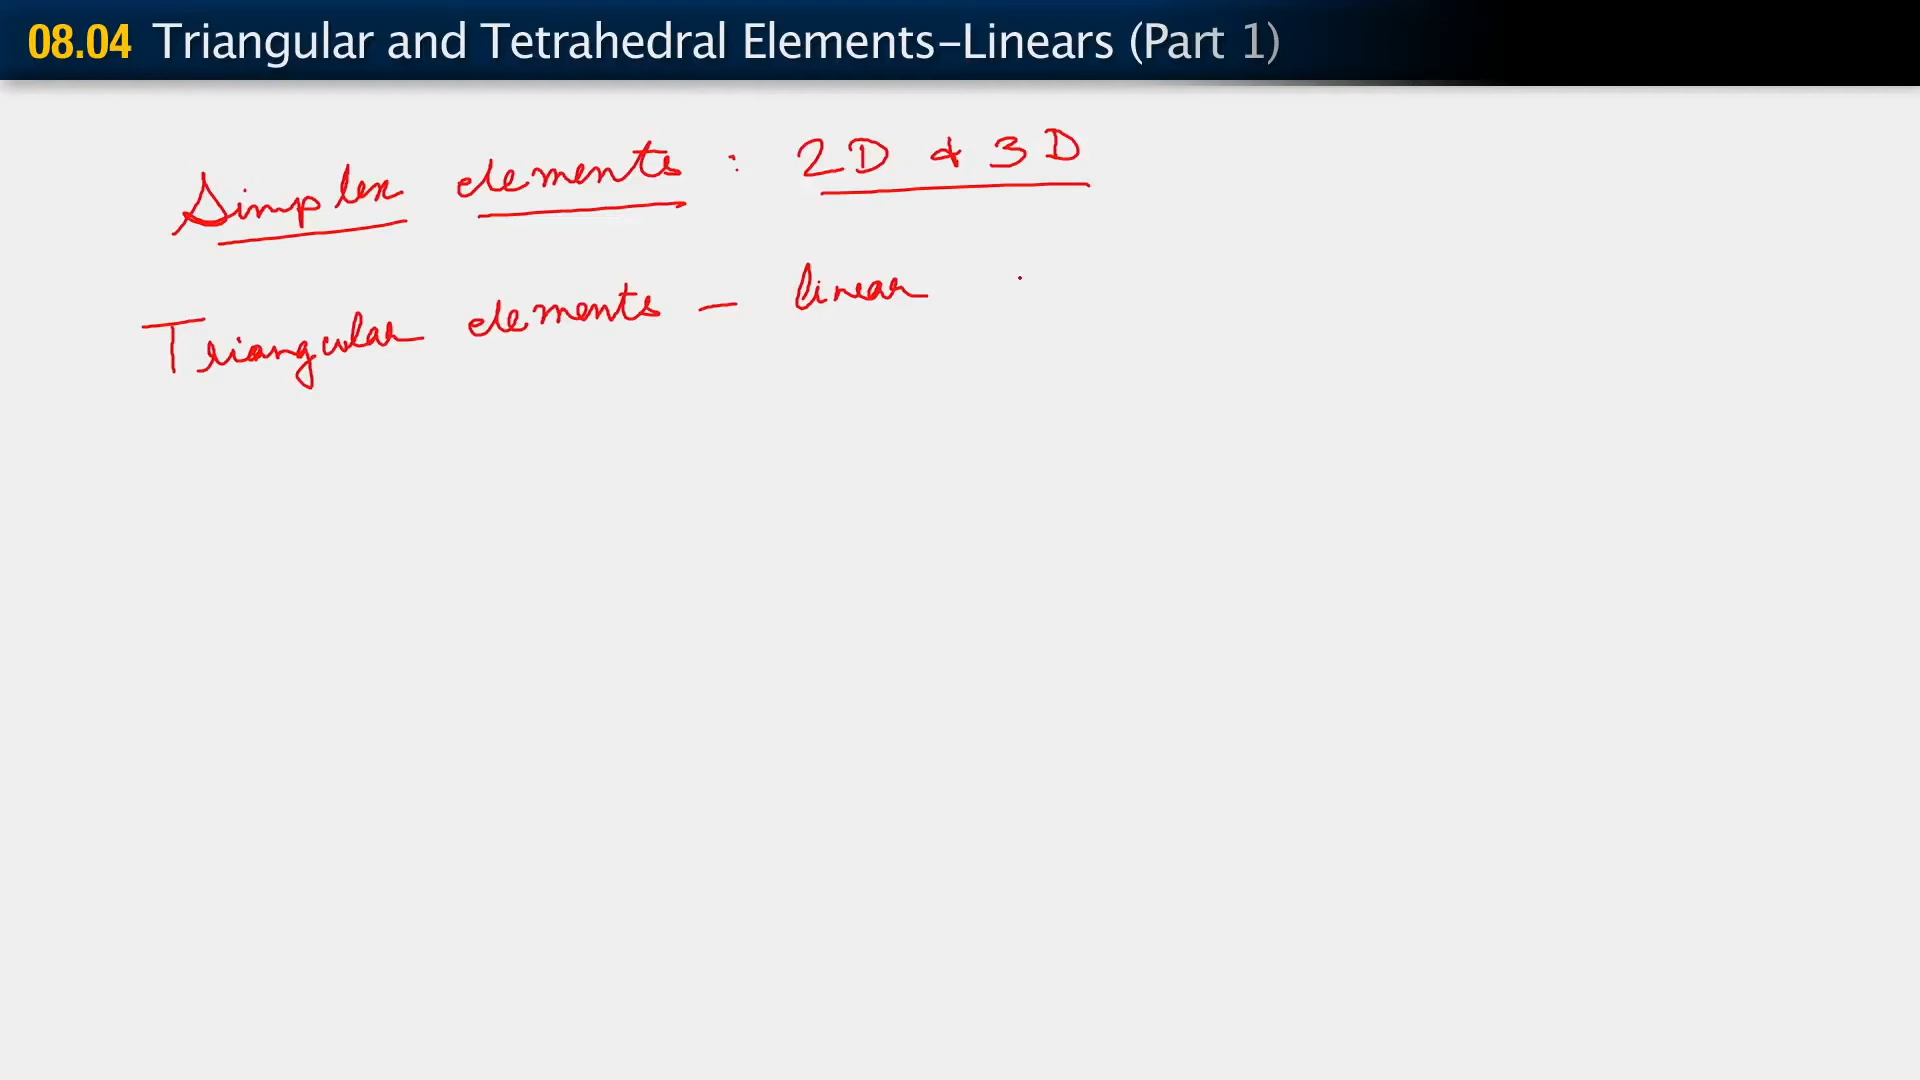 08.04 Triangular and Tetrahedral Elements–Linears (Part 1)
Simplex elements : 2D & 3D
Triangular elements – linear